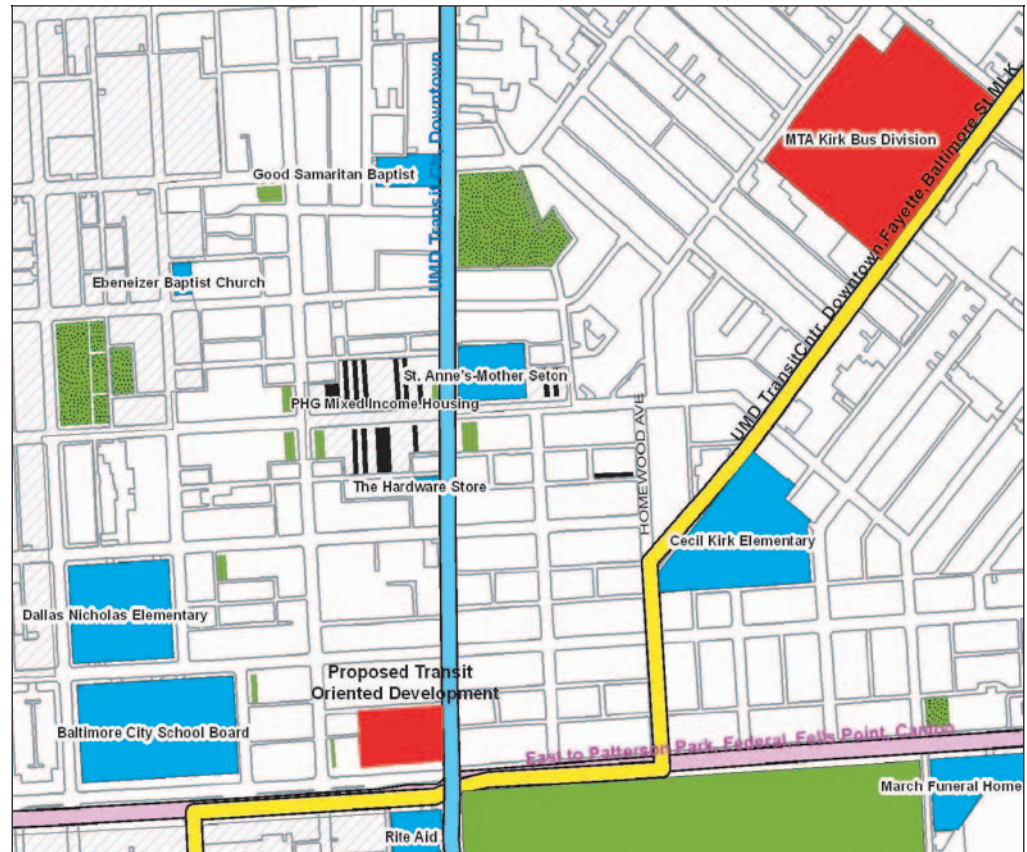 UMD Transit Cntr. Downtown
MTA Kirk Bus Division
Good Samaritan Baptist
Ebeneizer Baptist Church
UMD TransitCntr. Downtown,Fayette,Baltimore St.MLK
St. Anne's-Mother Seton
PHG Mixed Income Housing
HOMEWOOD AVE
The Hardware Store
Cecil Kirk Elementary
Dallas Nicholas Elementary
Proposed Transit
Oriented Development
Baltimore City School Board
East to Patterson Park, Federal, Fells Point, Canton
March Funeral Home
Rite Aid